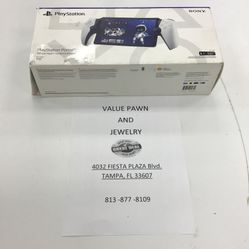 PlayStation
SONY
PlayStation Portal
VALUE PAWN
AND
JEWELRY
4032 FIESTA PLAZA Blvd.
TAMPA, FL 33607
813 -877 -8109